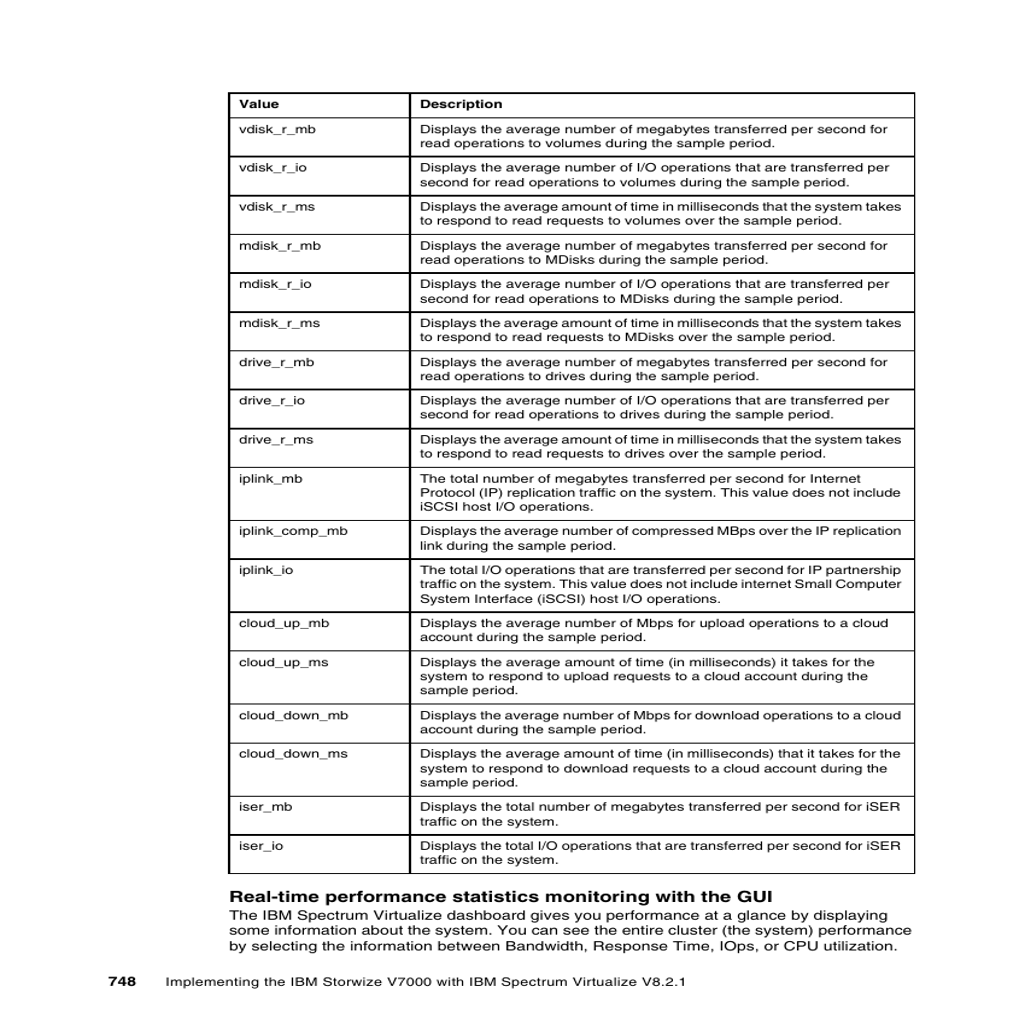 Value Description
vdisk_r_mb Displays the average number of megabytes transferred per second for
read operations to volumes during the sample period.
vdisk_r_io Displays the average number of I/O operations that are transferred per
second for read operations to volumes during the sample period.
vdisk_r_ms Displays the average amount of time in milliseconds that the system takes
to respond to read requests to volumes over the sample period.
mdisk_r_mb Displays the average number of megabytes transferred per second for
read operations to MDisks during the sample period.
mdisk_r_io Displays the average number of I/O operations that are transferred per
second for read operations to MDisks during the sample period.
mdisk_r_ms Displays the average amount of time in milliseconds that the system takes
to respond to read requests to MDisks over the sample period.
drive_r_mb Displays the average number of megabytes transferred per second for
read operations to drives during the sample period.
drive_r_io Displays the average number of I/O operations that are transferred per
second for read operations to drives during the sample period.
drive_r_ms Displays the average amount of time in milliseconds that the system takes
to respond to read requests to drives over the sample period.
iplink_mb The total number of megabytes transferred per second for Internet
Protocol (IP) replication traffic on the system. This value does not include
iSCSI host I/O operations.
iplink_comp_mb Displays the average number of compressed MBps over the IP replication
link during the sample period.
iplink_io The total I/O operations that are transferred per second for IP partnership
traffic on the system. This value does not include internet Small Computer
System Interface (iSCSI) host I/O operations.
cloud_up_mb Displays the average number of Mbps for upload operations to a cloud
account during the sample period.
cloud_up_ms Displays the average amount of time (in milliseconds) it takes for the
system to respond to upload requests to a cloud account during the
sample period.
cloud_down_mb Displays the average number of Mbps for download operations to a cloud
account during the sample period.
cloud_down_ms Displays the average amount of time (in milliseconds) that it takes for the
system to respond to download requests to a cloud account during the
sample period.
iser_mb Displays the total number of megabytes transferred per second for iSER
traffic on the system.
iser_io Displays the total I/O operations that are transferred per second for iSER
traffic on the system.
Real-time performance statistics monitoring with the GUI
The IBM Spectrum Virtualize dashboard gives you performance at a glance by displaying
some information about the system. You can see the entire cluster (the system) performance
by selecting the information between Bandwidth, Response Time, IOps, or CPU utilization.
748 Implementing the IBM Storwize V7000 with IBM Spectrum Virtualize V8.2.1